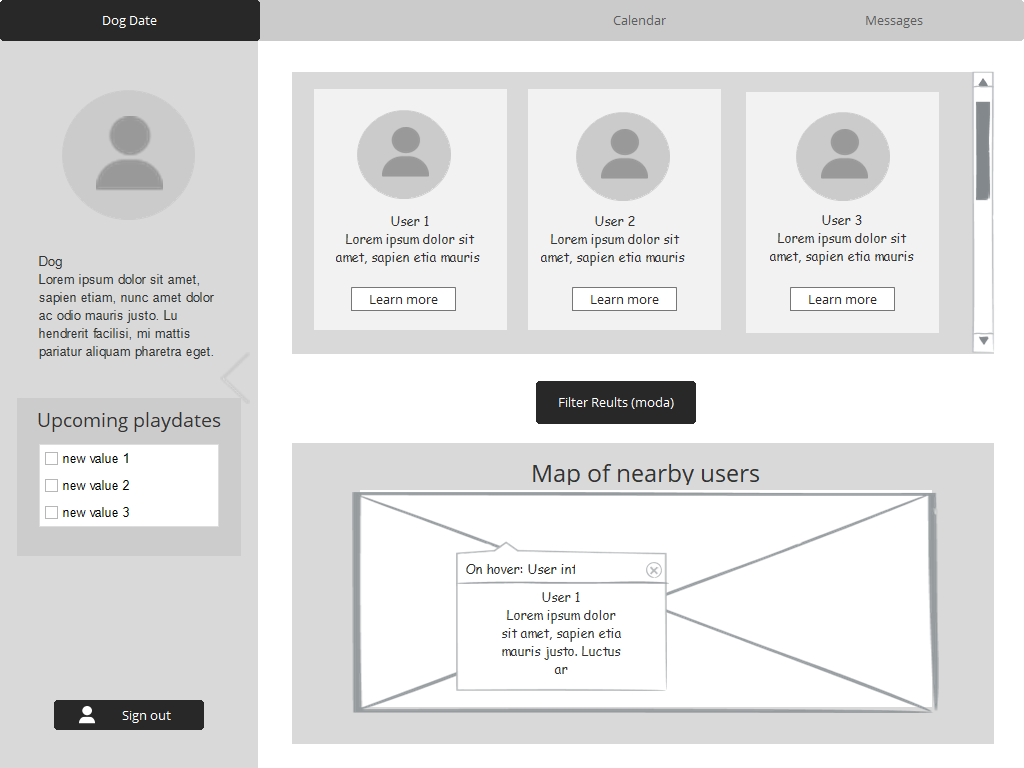 Dog Date
Calendar
Messages
Dog
Lorem ipsum dolor sit amet,
sapien etiam, nunc amet dolor
ac odio mauris justo. Lu
hendrerit facilisi, mi mattis
pariatur aliquam pharetra eget.
Upcoming playdates
new value 1
new value 2
new value 3
Sign out
User 1
Lorem ipsum dolor sit
amet, sapien etia mauris
Learn more
User 2
Lorem ipsum dolor sit
amet, sapien etia mauris
Learn more
User 3
Lorem ipsum dolor sit
amet, sapien etia mauris
Learn more
Filter Reults (moda)
Map of nearby users
On hover: User
User 1
Lorem ipsum dolor
sit amet, sapien etia
mauris justo. Luctus
ar